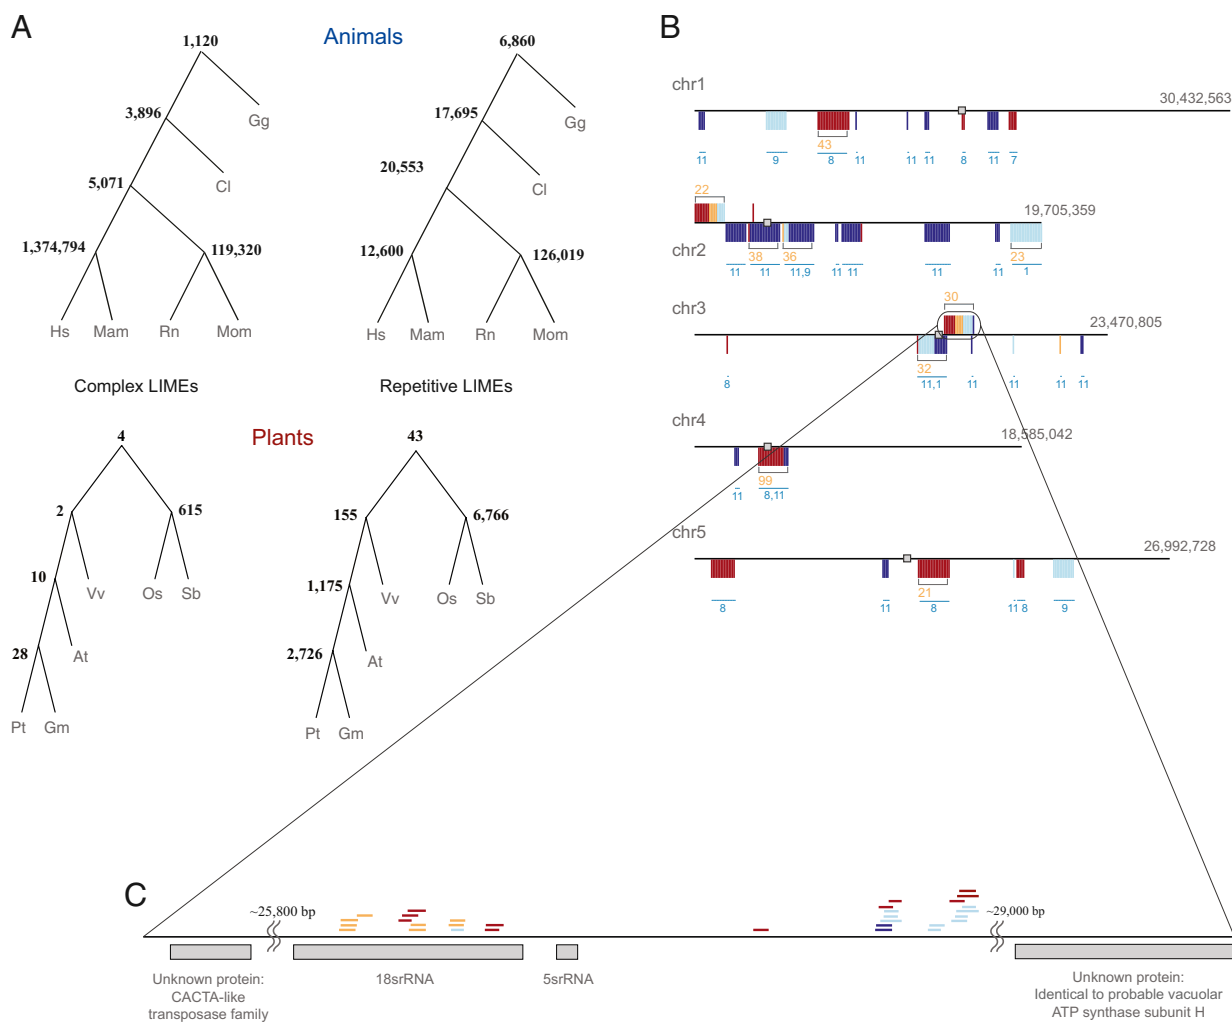 A
Animals
1,120
3,896
Gg
5,071
Cl
1,374,794
119,320
Hs
Mam
Rn
Mom
6,860
17,695
Gg
20,553
Cl
12,600
126,019
Hs
Mam
Rn
Mom
Complex LIMEs
Repetitive LIMEs
Plants
4
2
615
10
Vv
Os
Sb
28
At
Pt
Gm
43
155
6,766
1,175
Vv
Os
Sb
2,726
At
Pt
Gm
B
chr1
30,432,563
43
11
9
8
11
11
11
8
11
7
22
19,705,359
chr2
38
36
23
11
11
11,9
11
11
11
11
1
chr3
30
23,470,805
32
8
11,1
11
11
11
11
chr4
18,585,042
99
11
8,11
chr5
26,992,728
21
8
11
8
11
8
9
C
~25,800 bp
~29,000 bp
Unknown protein:
CACTA-like
transposase family
18srRNA
5srRNA
Unknown protein:
Identical to probable vacuolar
ATP synthase subunit H